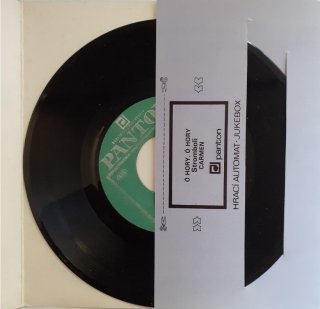 PANTON
Ó HORY, Ó HORY
Stromboli
CARMEN
panton
HRACÍ AUTOMAT · JUKEBOX